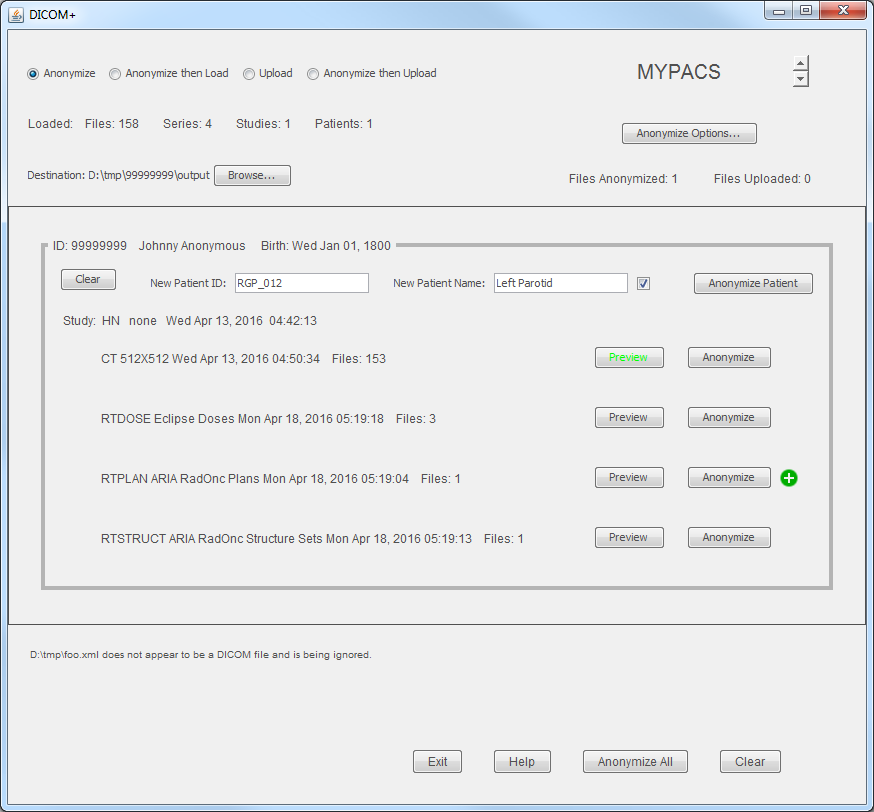 DICOM+
Anonymize Anonymize then Load Upload Anonymize then Upload MYPACS
Loaded: Files: 158 Series: 4 Studies: 1 Patients: 1
Anonymize Options...
Destination: D:\tmp\99999999\output Browse... Files Anonymized: 1 Files Uploaded: 0
ID: 99999999 Johnny Anonymous Birth: Wed Jan 01, 1800
Clear New Patient ID: RGP_012 New Patient Name: Left Parotid Anonymize Patient
Study: HN none Wed Apr 13, 2016 04:42:13
CT 512X512 Wed Apr 13, 2016 04:50:34 Files: 153 Preview Anonymize
RTDOSE Eclipse Doses Mon Apr 18, 2016 05:19:18 Files: 3 Preview Anonymize
RTPLAN ARIA RadOnc Plans Mon Apr 18, 2016 05:19:04 Files: 1 Preview Anonymize
RTSTRUCT ARIA RadOnc Structure Sets Mon Apr 18, 2016 05:19:13 Files: 1 Preview Anonymize
D:\tmp\foo.xml does not appear to be a DICOM file and is being ignored.
Exit Help Anonymize All Clear